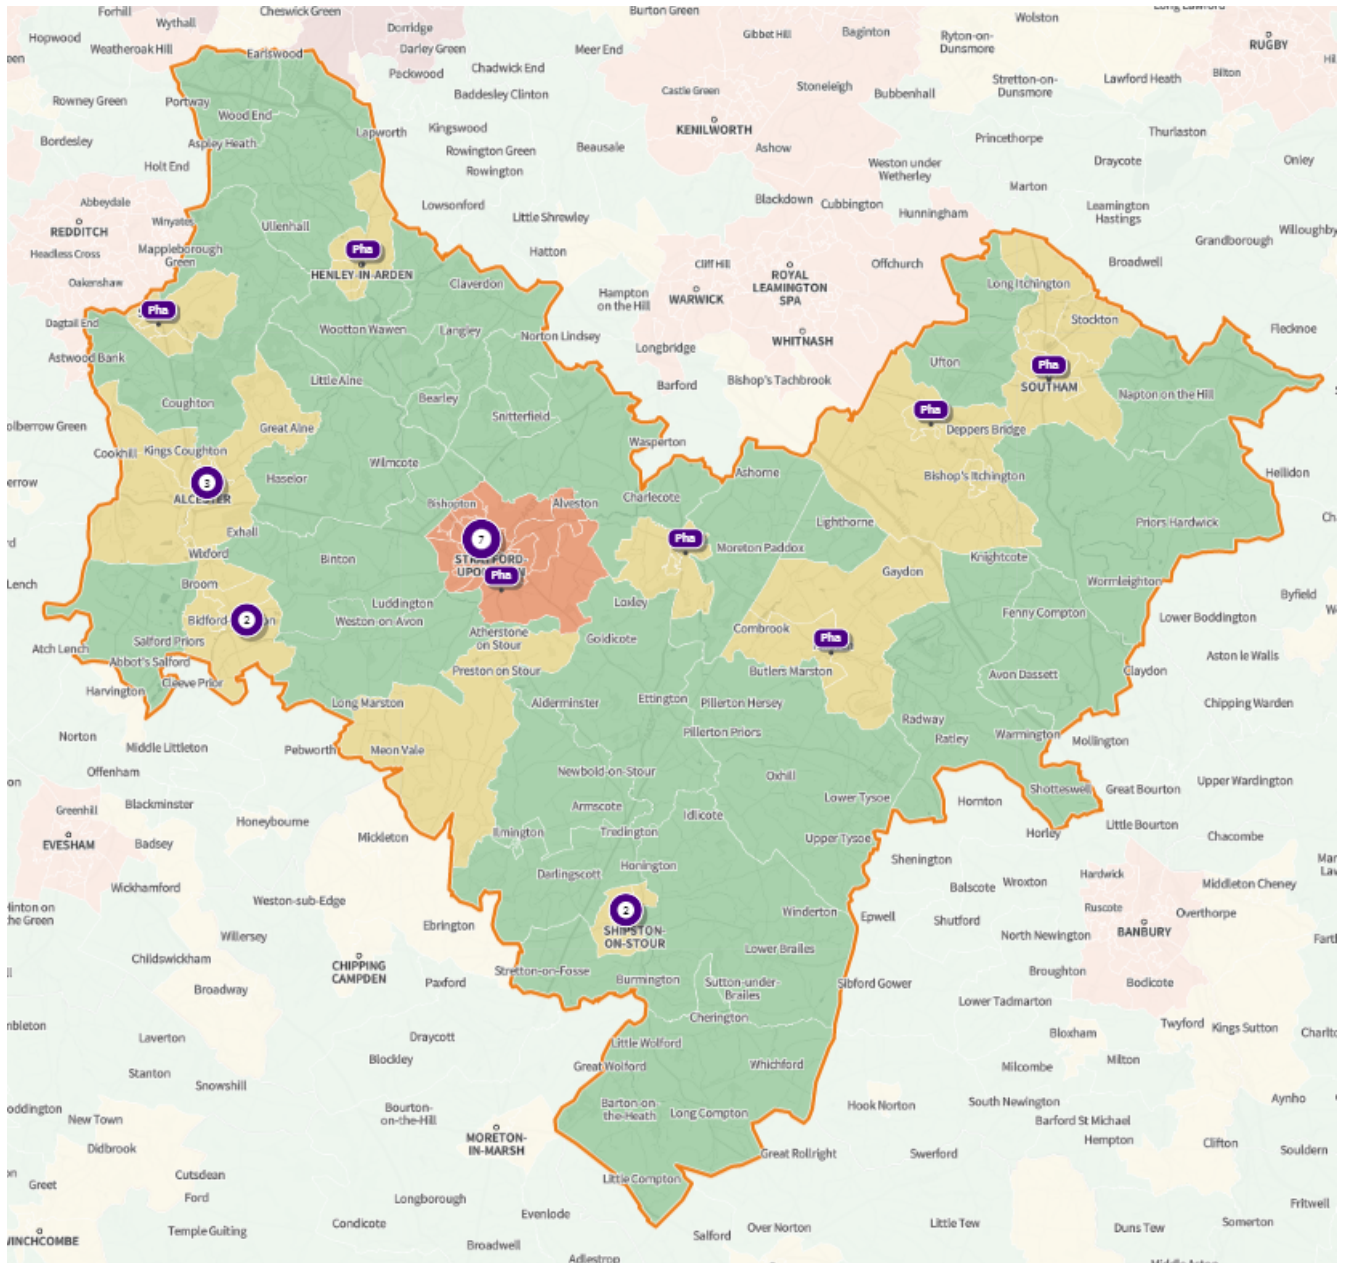 Forhill
Cheswick Green
Burton Green
Wythall
Hopwood
Weatheroak Hill
Earlswood
Dorridge
Darley Green
Meer End
Gibbet Hill
Baginton
Wolston
Ryton-on-
Dunsmore
RUGBY
Bilton
Packwood
Chadwick End
Baddesley Clinton
Castle Green
Stoneleigh
Bubbenhall
Stretton-on-
Dunsmore
Lawford Heath
Rowney Green
Portway
Wood End
Bordesley
Aspley Heath
Lapworth
Kingswood
Rowington Green
Rowington
Beausale
KENILWORTH
Ashow
Princethorpe
Thurlaston
Holt End
Weston under
Wetherley
Draycote
Onley
Marton
Abbeydale
REDDITCH
Winyates
Lowsonford
Little Shrewley
Blackdown
Cubbington
Hunningham
Leamington
Hastings
Willoughby
Headless Cross
Mappleborough
Green
Ullenhall
Pha
HENLEY-IN-ARDEN
Hatton
Cliff Hill
ROYAL
LEAMINGTON
SPA
Offchurch
Grandborough
Broadwell
Oakenshaw
Claverdon
Hampton
on the Hill
WARWICK
Long Itchington
Pha
Dagtail End
Wootton Wawen
Langley
Norton Lindsey
WHITNASH
Stockton
Flecknoe
Astwood Bank
Longbridge
Ufton
Pha
SOUTHAM
Little Alne
Barford
Bishop's Tachbrook
Napton on the Hill
Coughton
Bearley
Snitterfield
Pha
Deppers Bridge
Great Alne
Wasperton
Cookhill
Kings Coughton
Wilmcote
Ashorne
Bishop's Itchington
Hellidon
Haselor
3
Bishopton
Alveston
Charlecote
Lighthorne
Priors Hardwick
Exhall
7
Pha
Moreton Paddox
Wixford
Binton
STRATFORD-
Pha
Gaydon
Knightcote
Wormleighton
Byfield
Broom
Luddington
Weston-on-Avon
Loxley
Fenny Compton
Lower Boddington
2
Salford Priors
Atherstone
on Stour
Goldicote
Combrook
Pha
Atch Lench
Abbot's Salford
Preston on Stour
Butlers Marston
Avon Dassett
Claydon
Aston le Walls
Harvington
Cleeve Prior
Long Marston
Alderminster
Ettington
Pillerton Hersey
Chipping Warden
Radway
Norton
Middle Littleton
Pebworth
Meon Vale
Pillerton Priors
Ratley
Warmington
Mollington
Offenham
Newbold-on-Stour
Oxhill
Upper Wardington
Greenhill
Blackminster
Honeybourne
Armscote
Idlicote
Lower Tysoe
Hornton
Shotteswell
Great Bourton
EVESHAM
Badsey
Mickleton
Ilmington
Tredington
Upper Tysoe
Horley
Little Bourton
Chacombe
Honington
Shenington
Wickhamford
Darlingscott
Balscote
Wroxton
Hardwick
Middleton Cheney
Weston-sub-Edge
2
Winderton
Epwell
Shutford
Ruscote
Overthorpe
Ebrington
SHIPSTON-
ON-STOUR
North Newington
BANBURY
Willersey
Lower Brailes
Childswickham
CHIPPING
CAMPDEN
Stretton-on-Fosse
Broughton
Paxford
Burmington
Sutton-under-
Brailes
Sibford Gower
Bodicote
Broadway
Lower Tadmarton
Cherington
Twyford
Kings Sutton
Laverton
Draycott
Little Wolford
Bloxham
Blockley
Great Wolford
Whichford
Milcombe
Milton
Stanton
Snowshill
Bourton-
on-the-Hill
Barton-on
the-Heath
Long Compton
Hook Norton
South Newington
Aynho
New Town
Barford St Michael
MORETON-
IN-MARSH
Hempton
Clifton
Didbrook
Great Rollright
Swerford
Souldern
Cutsdean
Little Compton
Greet
Ford
Longborough
Fritwell
Evenlode
Temple Guiting
Condicote
Salford
Over Norton
Little Tew
Duns Tew
Somerton
Broadwell
Adlestrop